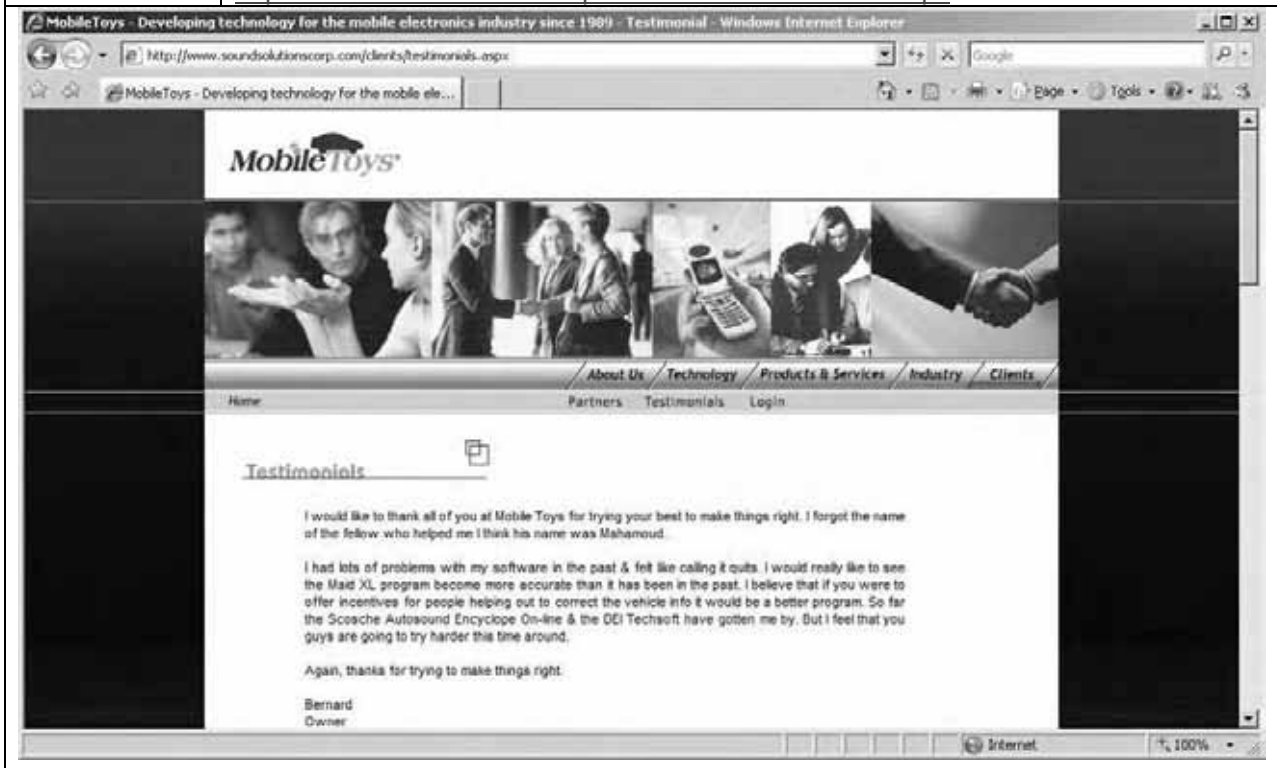 MobileToys - Developing technology for the mobile electronics industry since 1989 - Testimonial - Windows Internet Explorer
http://www.soundsolutionscorp.com/clients/testimonials.aspx
Google
MobileToys - Developing technology for the mobile ele...
Page
Tools
MobileToys
About Us / Technology / Products & Services / Industry / Clients
Home
Partners Testimonials Login
Testimonials
I would like to thank all of you at Mobile Toys for trying your best to make things right. I forgot the name
of the fellow who helped me I think his name was Mahamoud.
I had lots of problems with my software in the past & felt like calling it quits. I would really like to see
the Maid XL program become more accurate than it has been in the past. I believe that if you were to
offer incentives for people helping out to correct the vehicle info it would be a better program. So far
the Scosche Autosound Encyclope On-line & the DEI Techsoft have gotten me by. But I feel that you
guys are going to try harder this time around.
Again, thanks for trying to make things right.
Bernard
Owner
Internet
100%